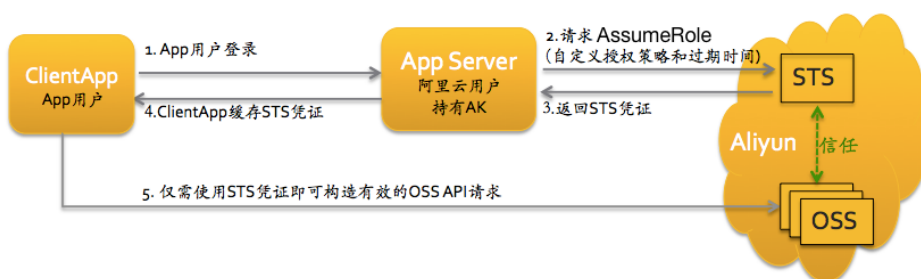 1. App用户登录
2.请求 AssumeRole
(自定义授权策略和过期时间)
ClientApp
App用户
App Server
阿里云用户
持有AK
STS
4.ClientApp缓存STS凭证
3.返回STS凭证
Aliyun
信任
5. 仅需使用STS凭证即可构造有效的OSS API请求
OSS